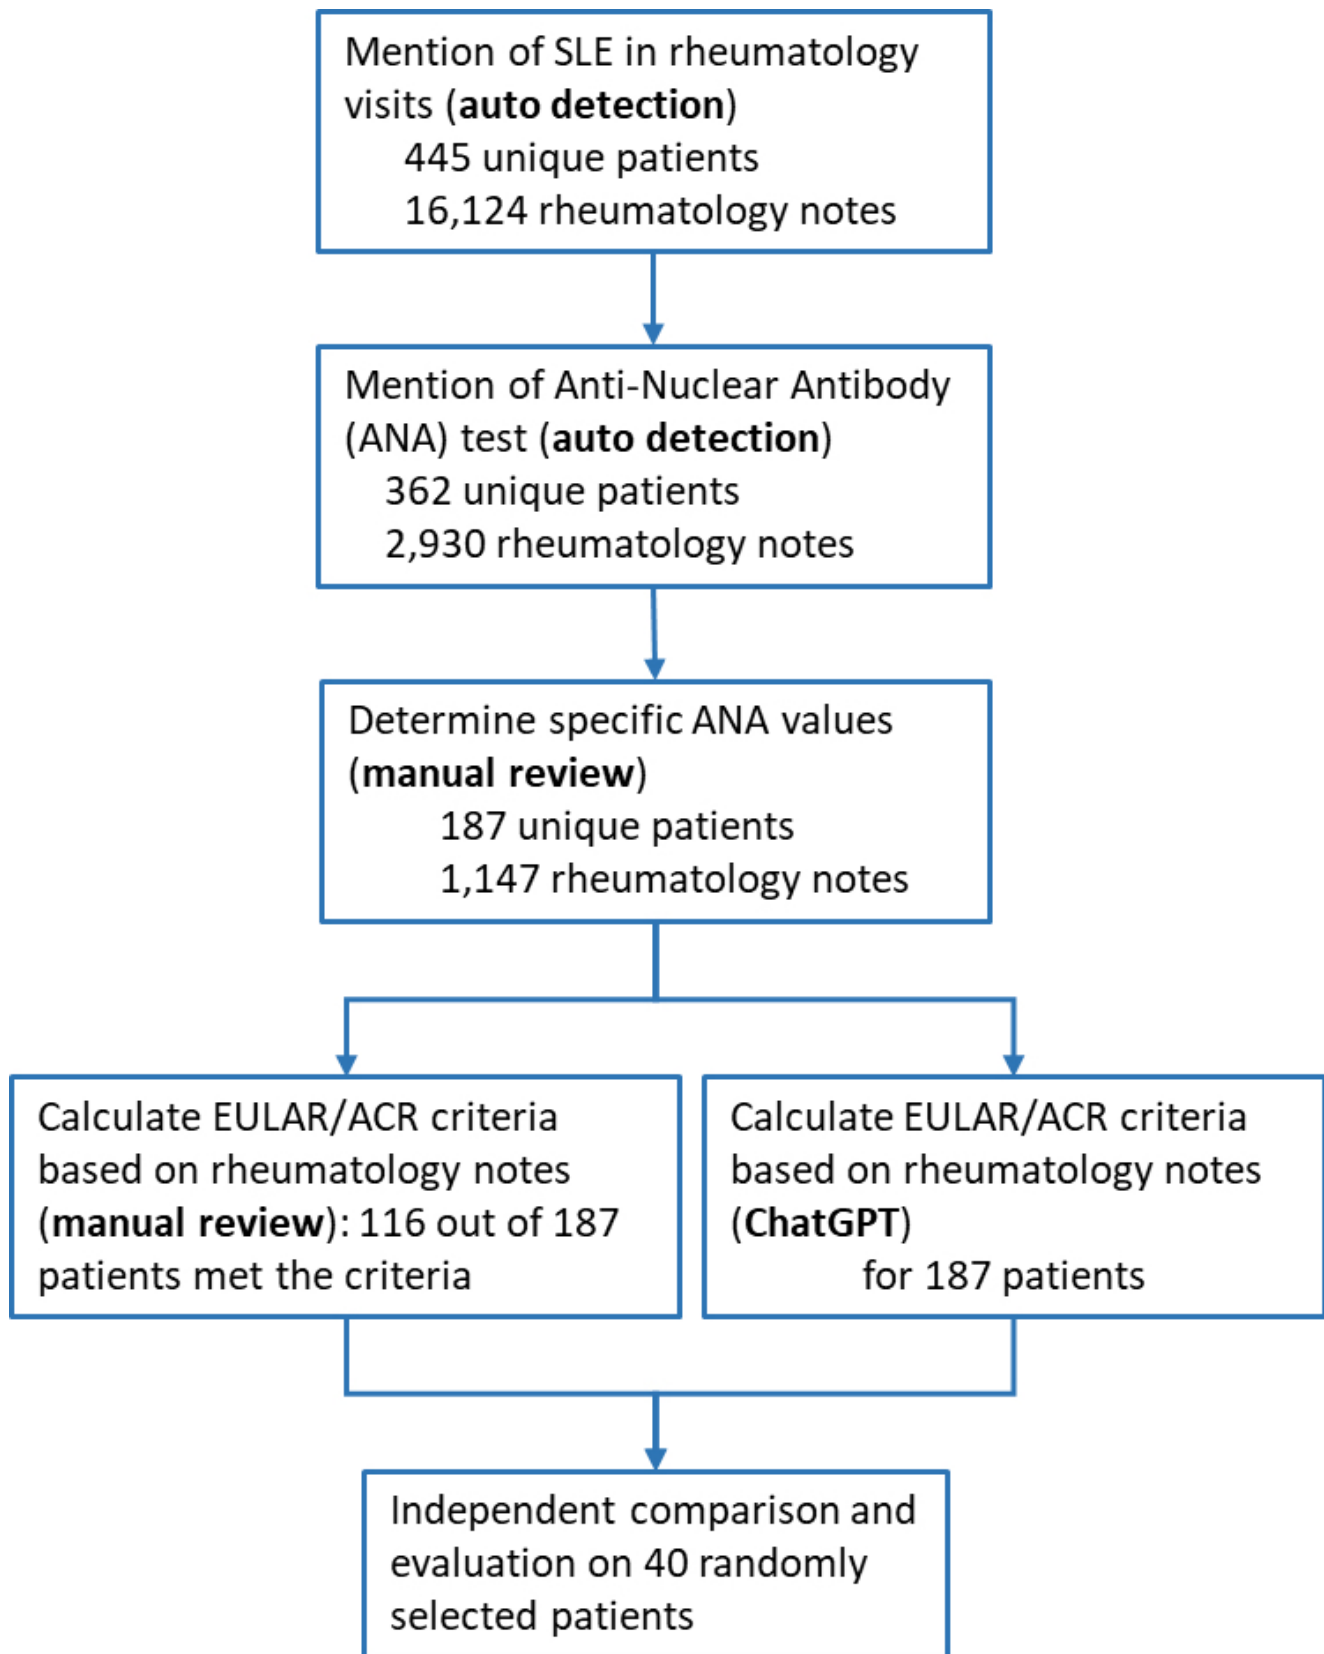 Mention of SLE in rheumatology
visits (auto detection)
445 unique patients
16,124 rheumatology notes
Mention of Anti-Nuclear Antibody
(ANA) test (auto detection)
362 unique patients
2,930 rheumatology notes
Determine specific ANA values
(manual review)
187 unique patients
1,147 rheumatology notes
Calculate EULAR/ACR criteria
based on rheumatology notes
(manual review): 116 out of 187
patients met the criteria
Calculate EULAR/ACR criteria
based on rheumatology notes
(ChatGPT)
for 187 patients
Independent comparison and
evaluation on 40 randomly
selected patients